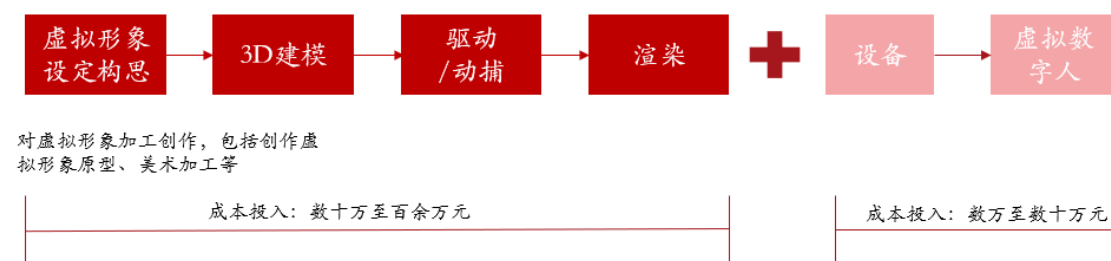 虚拟形象
设定构思
3D建模
驱动
/动捕
渲染
设备
虚拟数
字人
对虚拟形象加工创作，包括创作虚
拟形象原型、美术加工等
成本投入：数十万至百余万元
成本投入：数万至数十万元